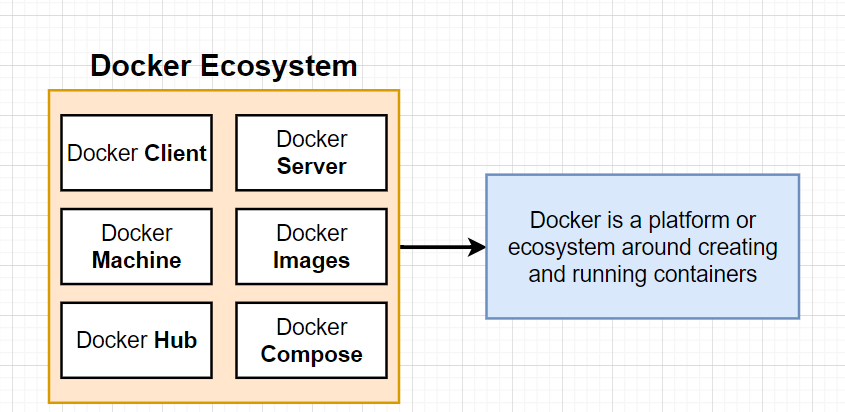 Docker Ecosystem
Docker Client
Docker
Server
Docker
Machine
Docker
Images
Docker Hub
Docker
Compose
Docker is a platform or
ecosystem around creating
and running containers